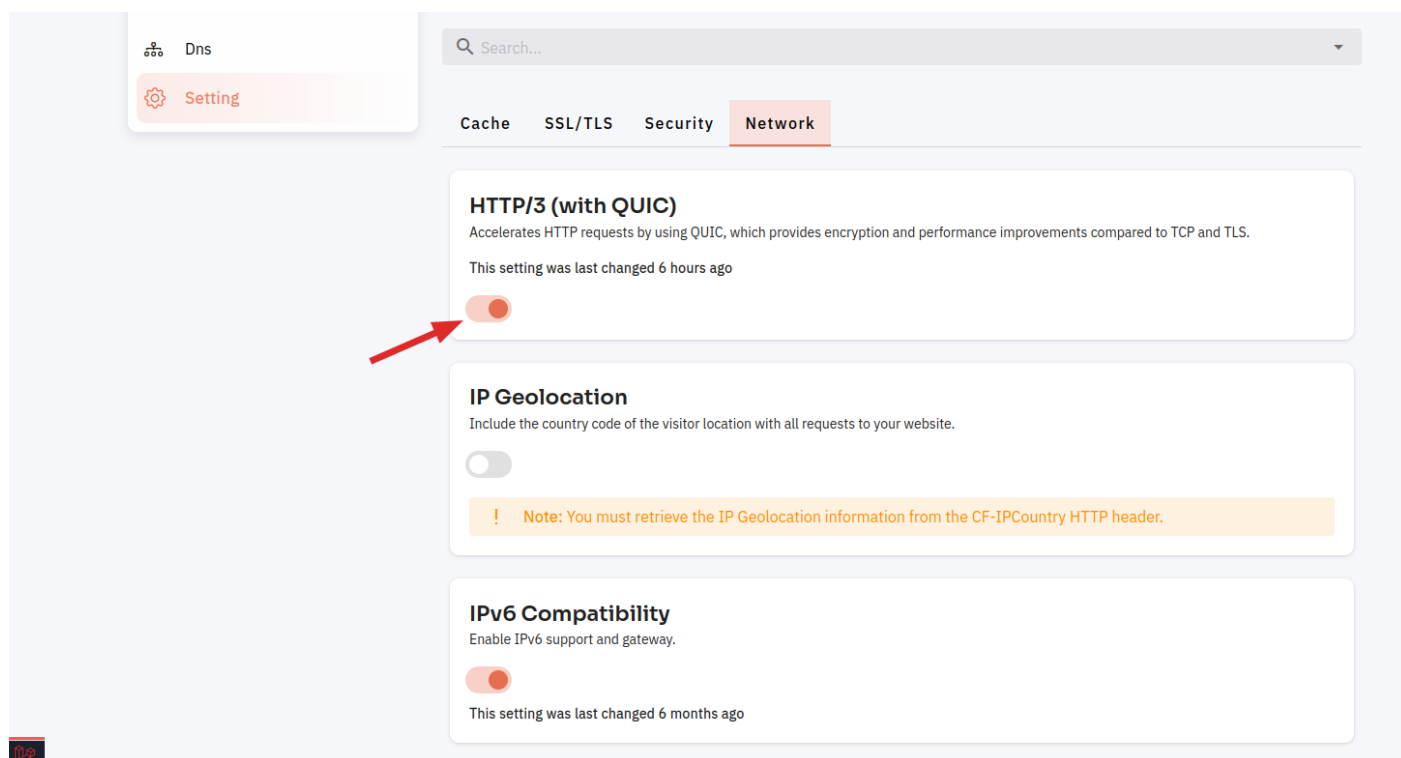 Dns
Search...
Setting
Cache SSL/TLS Security Network
HTTP/3 (with QUIC)
Accelerates HTTP requests by using QUIC, which provides encryption and performance improvements compared to TCP and TLS.
This setting was last changed 6 hours ago
IP Geolocation
Include the country code of the visitor location with all requests to your website.
! Note: You must retrieve the IP Geolocation information from the CF-IPCountry HTTP header.
IPv6 Compatibility
Enable IPv6 support and gateway.
This setting was last changed 6 months ago